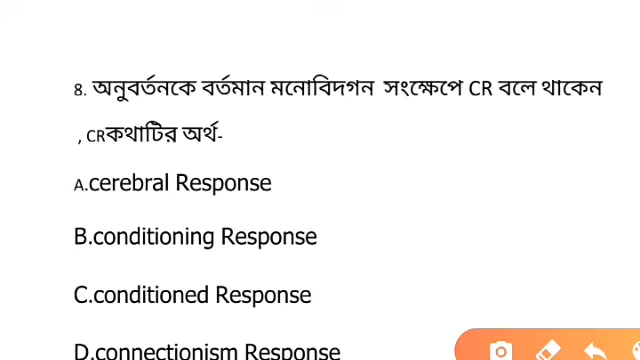 8. অনুবর্তনকে বর্তমান মনোবিদগন সংক্ষেপে CR বলে থাকেন
, CRকথাটির অর্থ-
A.cerebral Response
B.conditioning Response
C.conditioned Response
D.connectionism Response